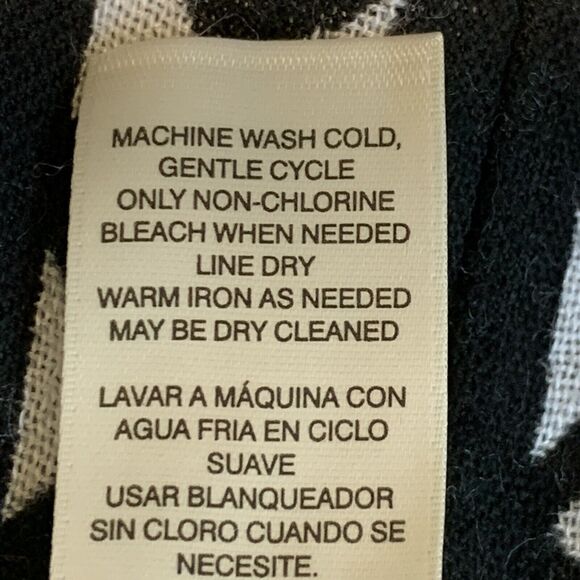 MACHINE WASH COLD,
GENTLE CYCLE
ONLY NON-CHLORINE
BLEACH WHEN NEEDED
LINE DRY
WARM IRON AS NEEDED
MAY BE DRY CLEANED
LAVAR A MÁQUINA CON
AGUA FRIA EN CICLO
SUAVE
USAR BLANQUEADOR
SIN CLORO CUANDO SE
NECESITE.